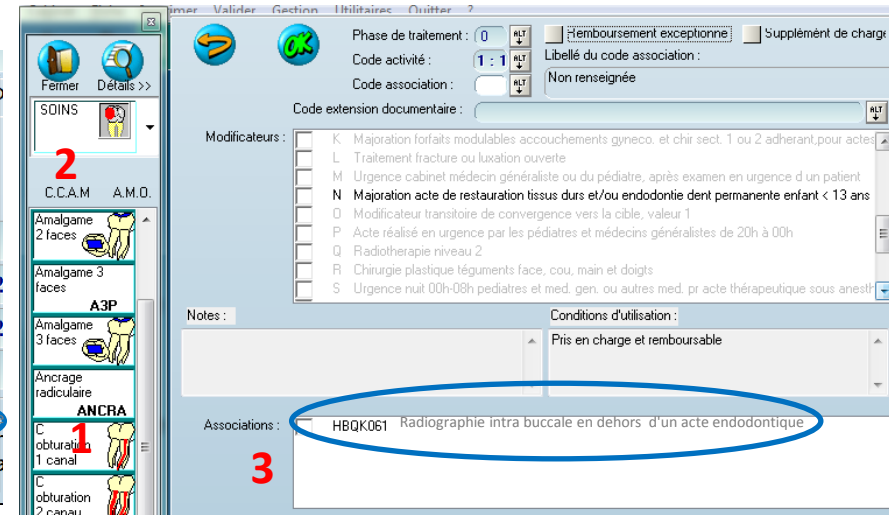 imer Valider Gestion Utilitaires Quitter ?
Fermer Détails >>
SOINS
2
C.C.A.M A.M.O.
Amalgame
2 faces
Amalgame 3
faces
A3P
Amalgame
3 faces
Ancrage
radiculaire
ANCRA
1
C
obturation
1 canal
C
obturation
2 canau
OK
Phase de traitement : 0 ALT
Remboursement exceptionne Supplément de charge
Code activité : 1 : 1 ALT
Libellé du code association :
Code association : ALT
Non renseignée
Code extension documentaire : ALT
Modificateurs :
K Majoration forfaits modulables accouchements gyneco. et chir sect. 1 ou 2 adherant,pour actes
L Traitement fracture ou luxation ouverte
M Urgence cabinet médecin généraliste ou du pédiatre, après examen en urgence d un patient
N Majoration acte de restauration tissus durs et/ou endodontie dent permanente enfant < 13 ans
O Modificateur transitoire de convergence vers la cible, valeur 1
P Acte réalisé en urgence par les pédiatres et médecins généralistes de 20h à 00h
Q Radiotherapie niveau 2
R Chirurgie plastique téguments face, cou, main et doigts
S Urgence nuit 00h-08h pediatres et med. gen. ou autres med. pr acte thérapeutique sous anesth
Notes :
Conditions d'utilisation :
Pris en charge et remboursable
Associations :
HBQK061 Radiographie intra buccale en dehors d'un acte endodontique
3